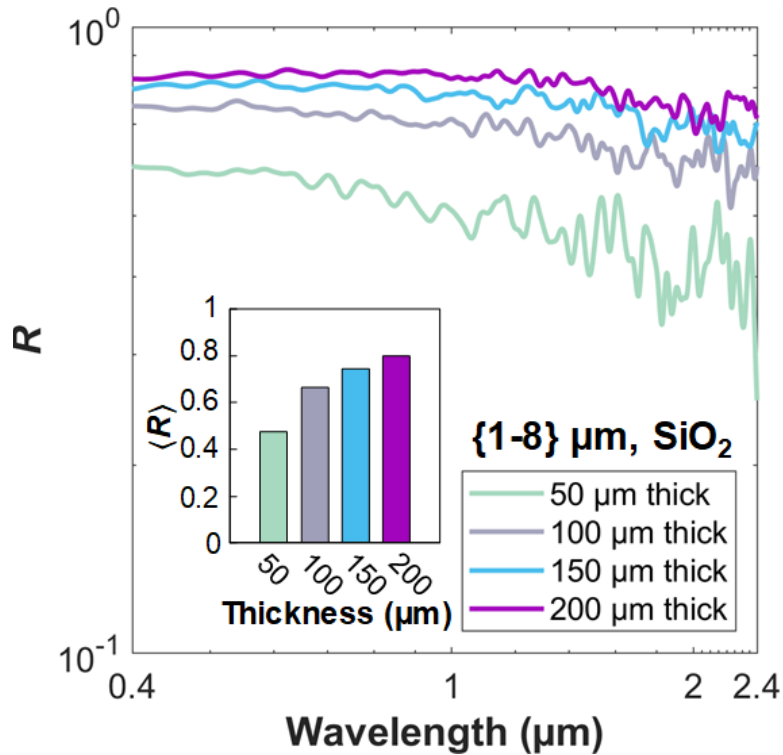 10⁰
R
1
0.8
0.6
0.4
0.2
0
⟨R⟩
50
100
150
200
Thickness (µm)
{1-8} µm, SiO₂
50 µm thick
100 µm thick
150 µm thick
200 µm thick
10⁻¹
0.4
1
2
2.4
Wavelength (µm)